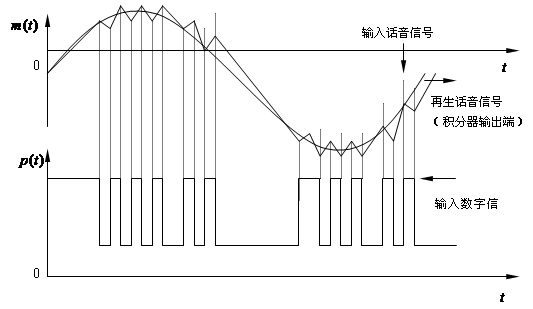 m(t)
输入话音信号
0
t
再生话音信号
（积分器输出端）
p(t)
输入数字信
0
t